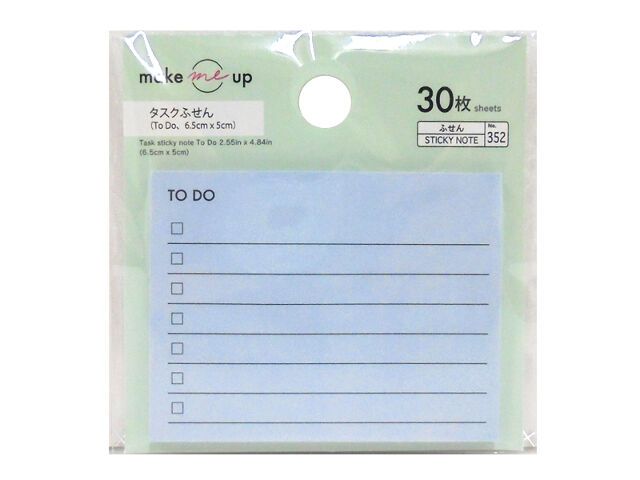 make me up
30枚 sheets
タスクふせん
(To Do、6.5cm x 5cm)
ふせん
STICKY NOTE
No.
352
Task sticky note To Do 2.55in x 4.84in
(6.5cm x 5cm)
TO DO